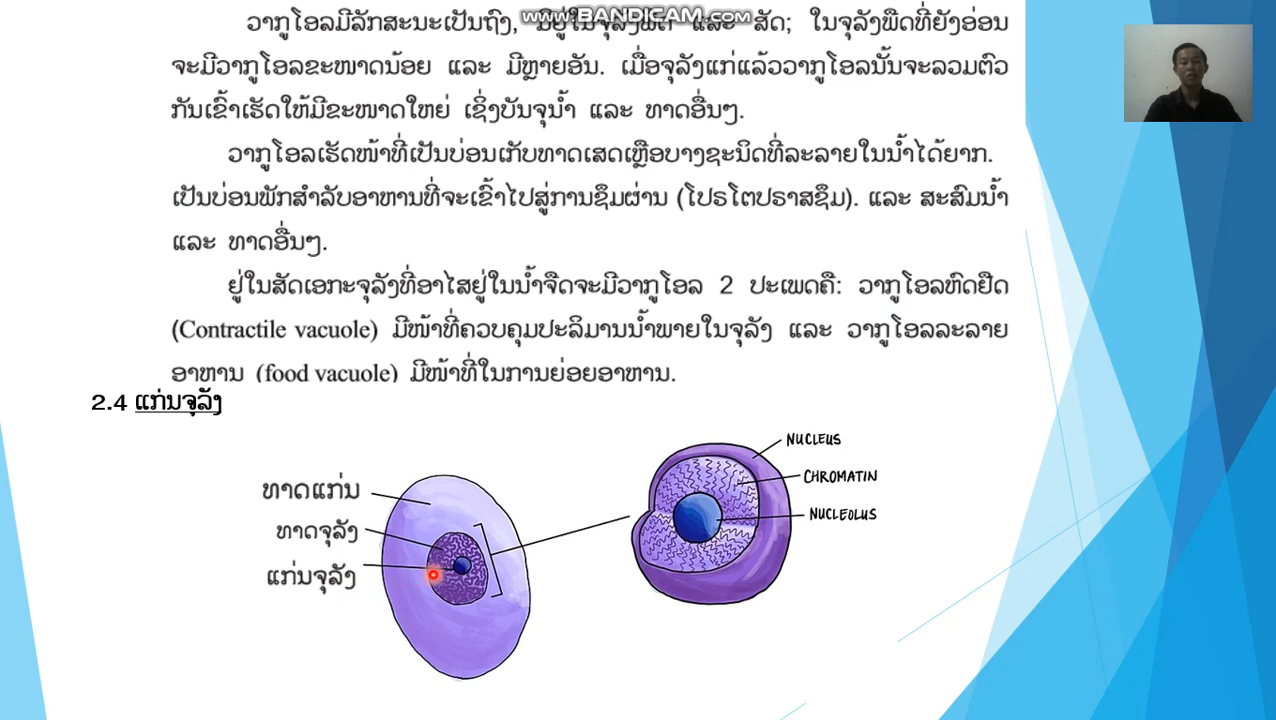 www.BANDICAM.com
ວາກູໂອລມີລັກສະນະເປັນຖົງ, ມີຢູ່ໃນຈຸລັງພືດ ແລະ ສັດ; ໃນຈຸລັງພືດທີ່ຍັງອ່ອນ
ຈະມີວາກູໂອລຂະໜາດນ້ອຍ ແລະ ມີຫຼາຍອັນ. ເມື່ອຈຸລັງແກ່ແລ້ວວາກູໂອລນັ້ນຈະລວມຕົວ
ກັນເຂົ້າເຮັດໃຫ້ມີຂະໜາດໃຫຍ່ ເຊິ່ງບັນຈຸນໍ້າ ແລະ ທາດອື່ນໆ.
ວາກູໂອລເຮັດໜ້າທີ່ເປັນບ່ອນເກັບທາດເສດເຫຼືອບາງຊະນິດທີ່ລະລາຍໃນນໍ້າໄດ້ຍາກ.
ເປັນບ່ອນພັກສໍາລັບອາຫານທີ່ຈະເຂົ້າໄປສູ່ການຊຶມຜ່ານ (ໂປຣໂຕປຣາສຊຶມ). ແລະ ສະສົມນໍ້າ
ແລະ ທາດອື່ນໆ.
ຢູ່ໃນສັດເອກະຈຸລັງທີ່ອາໄສຢູ່ໃນນໍ້າຈືດຈະມີວາກູໂອລ 2 ປະເພດຄື: ວາກູໂອລຫົດຢືດ
(Contractile vacuole) ມີໜ້າທີ່ຄວບຄຸມປະລິມານນໍ້າພາຍໃນຈຸລັງ ແລະ ວາກູໂອລລະລາຍ
ອາຫານ (food vacuole) ມີໜ້າທີ່ໃນການຍ່ອຍອາຫານ.
2.4 ແກ່ນຈຸລັງ
NUCLEUS
CHROMATIN
NUCLEOLUS
ທາດແກ່ນ
ທາດຈຸລັງ
ແກ່ນຈຸລັງ